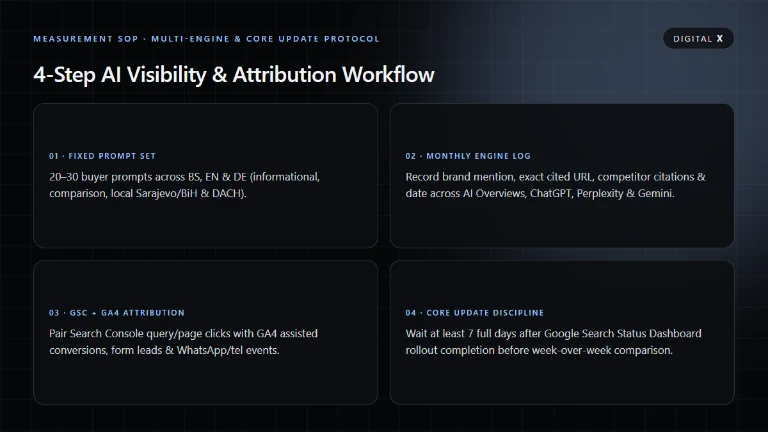 MEASUREMENT SOP · MULTI-ENGINE & CORE UPDATE PROTOCOL
DIGITAL X
4-Step AI Visibility & Attribution Workflow
01 · FIXED PROMPT SET
20–30 buyer prompts across BS, EN & DE (informational,
comparison, local Sarajevo/BiH & DACH).
02 · MONTHLY ENGINE LOG
Record brand mention, exact cited URL, competitor citations &
date across AI Overviews, ChatGPT, Perplexity & Gemini.
03 · GSC + GA4 ATTRIBUTION
Pair Search Console query/page clicks with GA4 assisted
conversions, form leads & WhatsApp/tel events.
04 · CORE UPDATE DISCIPLINE
Wait at least 7 full days after Google Search Status Dashboard
rollout completion before week-over-week comparison.